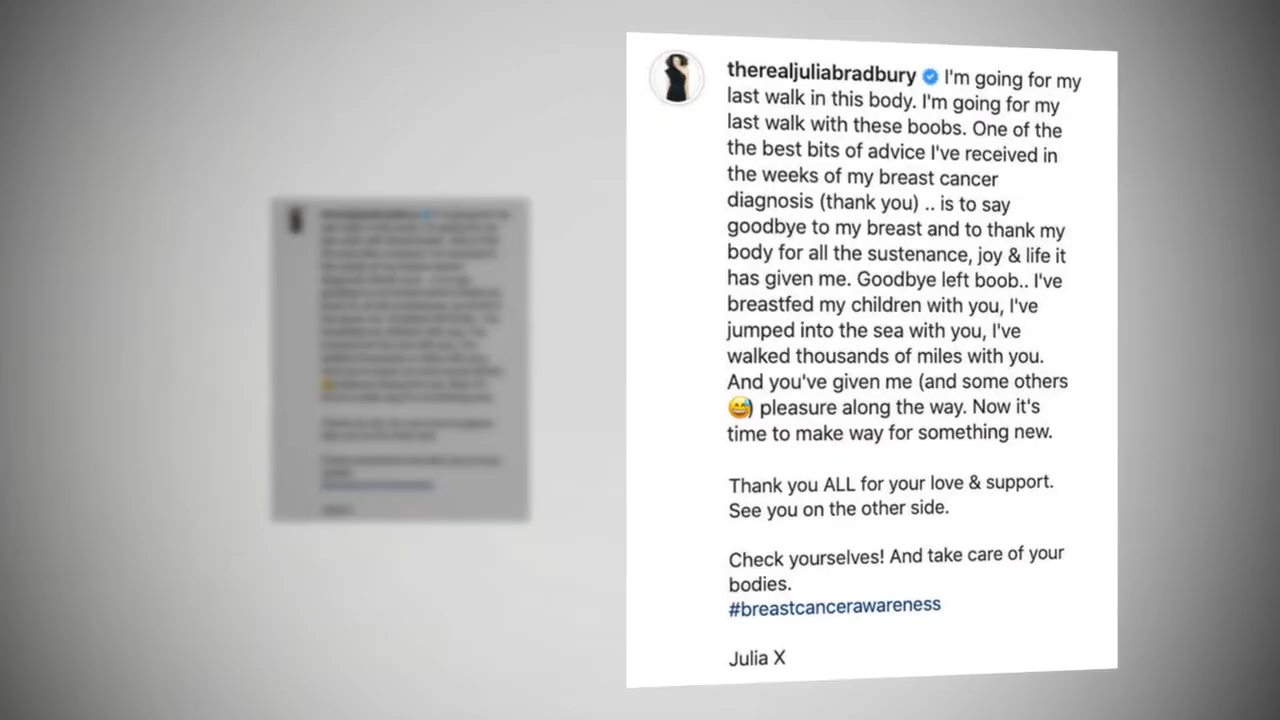 therealjuliabradbury I'm going for my
last walk in this body. I'm going for my
last walk with these boobs. One of the
the best bits of advice I've received in
the weeks of my breast cancer
diagnosis (thank you) .. is to say
goodbye to my breast and to thank my
body for all the sustenance, joy & life it
has given me. Goodbye left boob.. I've
breastfed my children with you, I've
jumped into the sea with you, I've
walked thousands of miles with you.
And you've given me (and some others
😅) pleasure along the way. Now it's
time to make way for something new.
Thank you ALL for your love & support.
See you on the other side.
Check yourselves! And take care of your
bodies.
#breastcancerawareness
Julia X